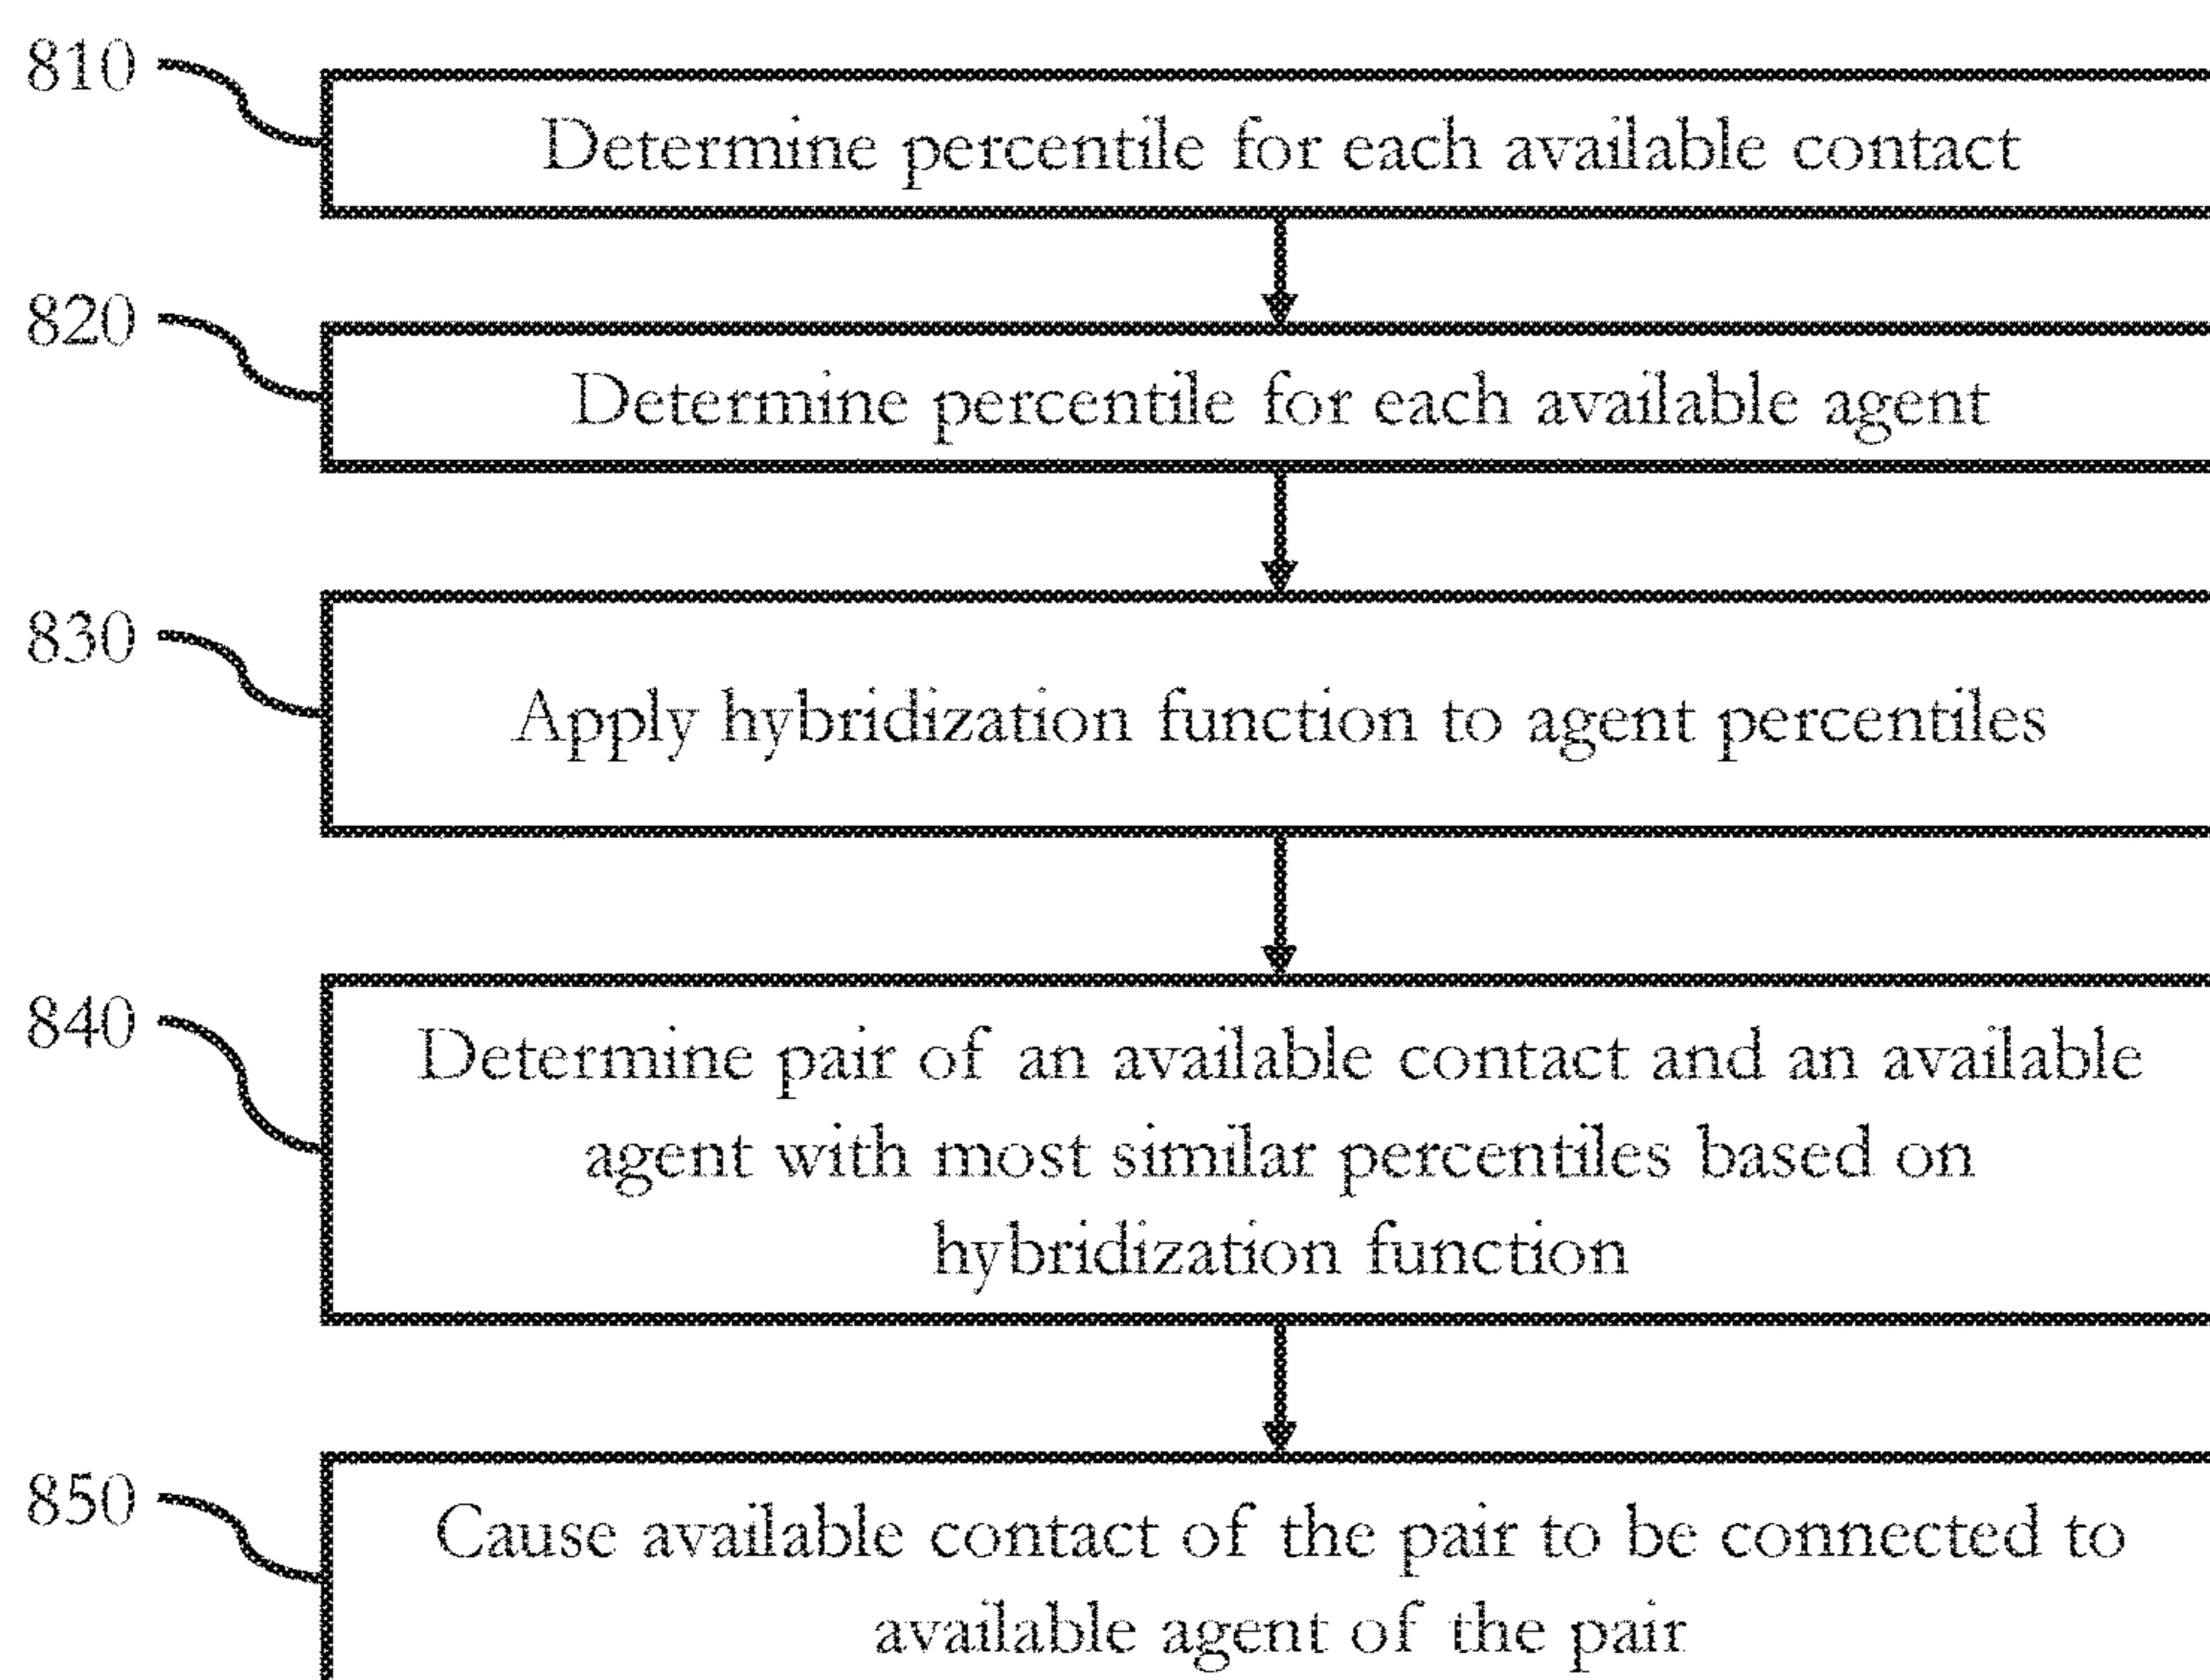 810
Determine percentile for each available contact
820
Determine percentile for each available agent
830
Apply hybridization function to agent percentiles
840
Determine pair of an available contact and an available
agent with most similar percentiles based on
hybridization function
850
Cause available contact of the pair to be connected to
available agent of the pair